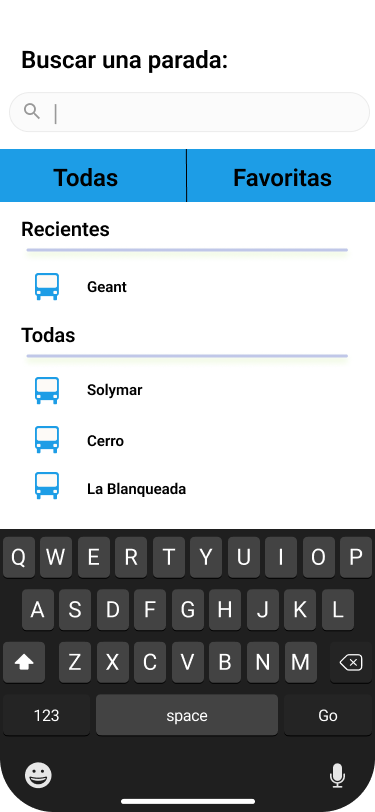 Buscar una parada:
Todas Favoritas
Recientes
Geant
Todas
Solymar
Cerro
La Blanqueada
Q W E R T Y U I O P
A S D F G H J K L
Z X C V B N M
123 space Go